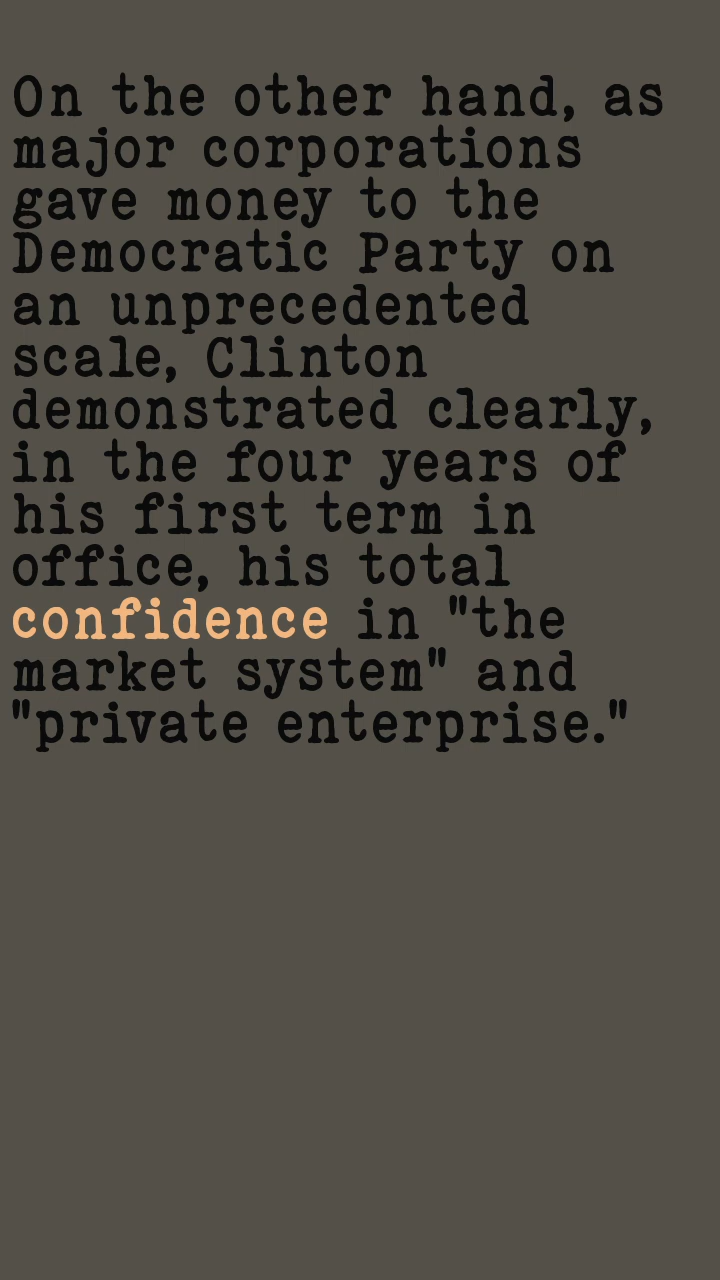 On the other hand, as
major corporations
gave money to the
Democratic Party on
an unprecedented
scale, Clinton
demonstrated clearly,
in the four years of
his first term in
office, his total
confidence in "the
market system" and
"private enterprise."